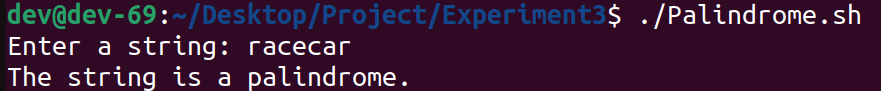 dev@dev-69:~/Desktop/Project/Experiment3$ ./Palindrome.sh
Enter a string: racecar
The string is a palindrome.